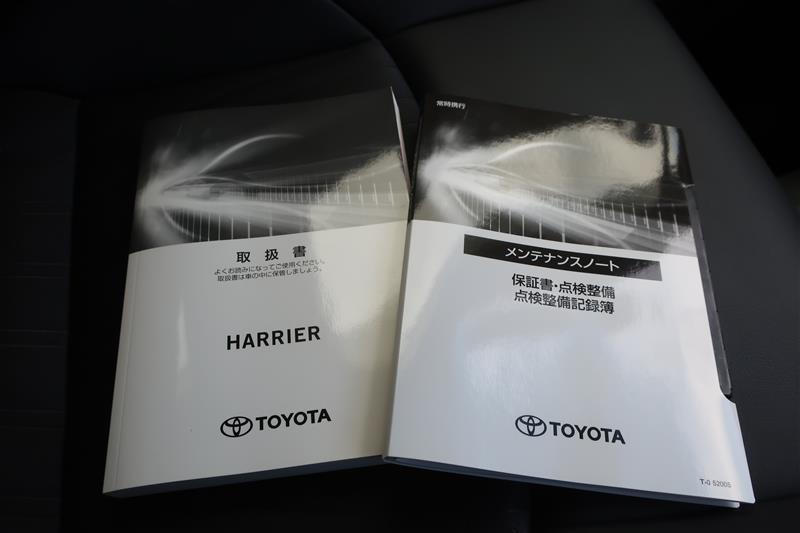 取扱書
よくお読みになってご使用ください。
取扱書は車の中に保管しましょう。
HARRIER
TOYOTA
常時携行
メンテナンスノート
保証書・点検整備
点検整備記録簿
TOYOTA
T-0 52005